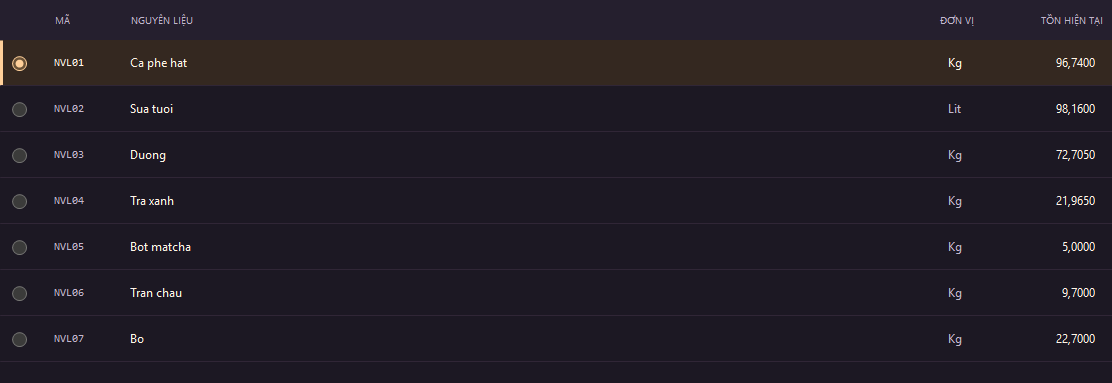 MÃ NGUYÊN LIỆU ĐƠN VỊ TỒN HIỆN TẠI
NVL01 Ca phe hat Kg 96,7400
NVL02 Sua tuoi Lit 98,1600
NVL03 Duong Kg 72,7050
NVL04 Tra xanh Kg 21,9650
NVL05 Bot matcha Kg 5,0000
NVL06 Tran chau Kg 9,7000
NVL07 Bo Kg 22,7000